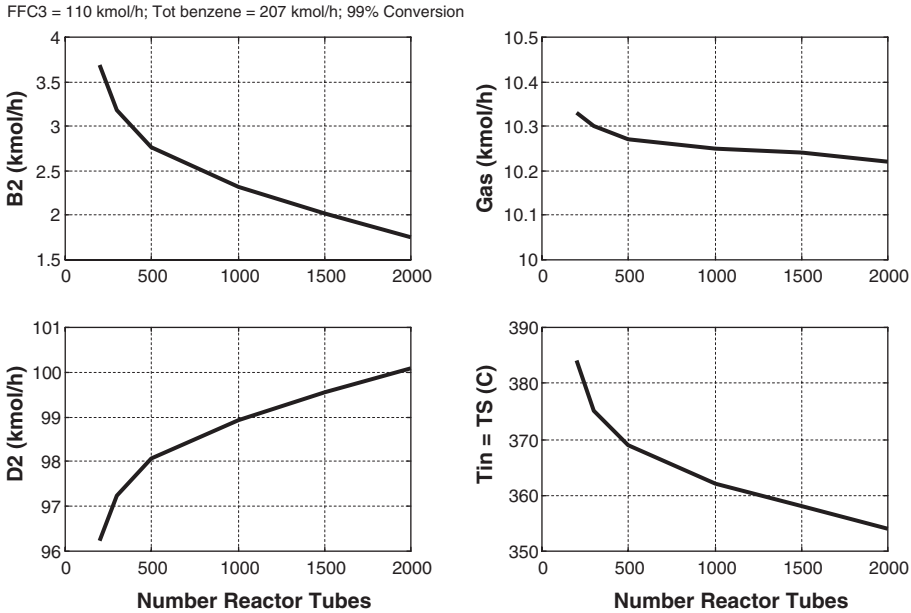 FFC3 = 110 kmol/h; Tot benzene = 207 kmol/h; 99% Conversion
4
3.5
3
2.5
2
1.5
B2 (kmol/h)
0 500 1000 1500 2000
10.5
10.4
10.3
10.2
10.1
10
Gas (kmol/h)
0 500 1000 1500 2000
101
100
99
98
97
96
D2 (kmol/h)
0 500 1000 1500 2000
Number Reactor Tubes
390
380
370
360
350
Tin = TS (C)
0 500 1000 1500 2000
Number Reactor Tubes